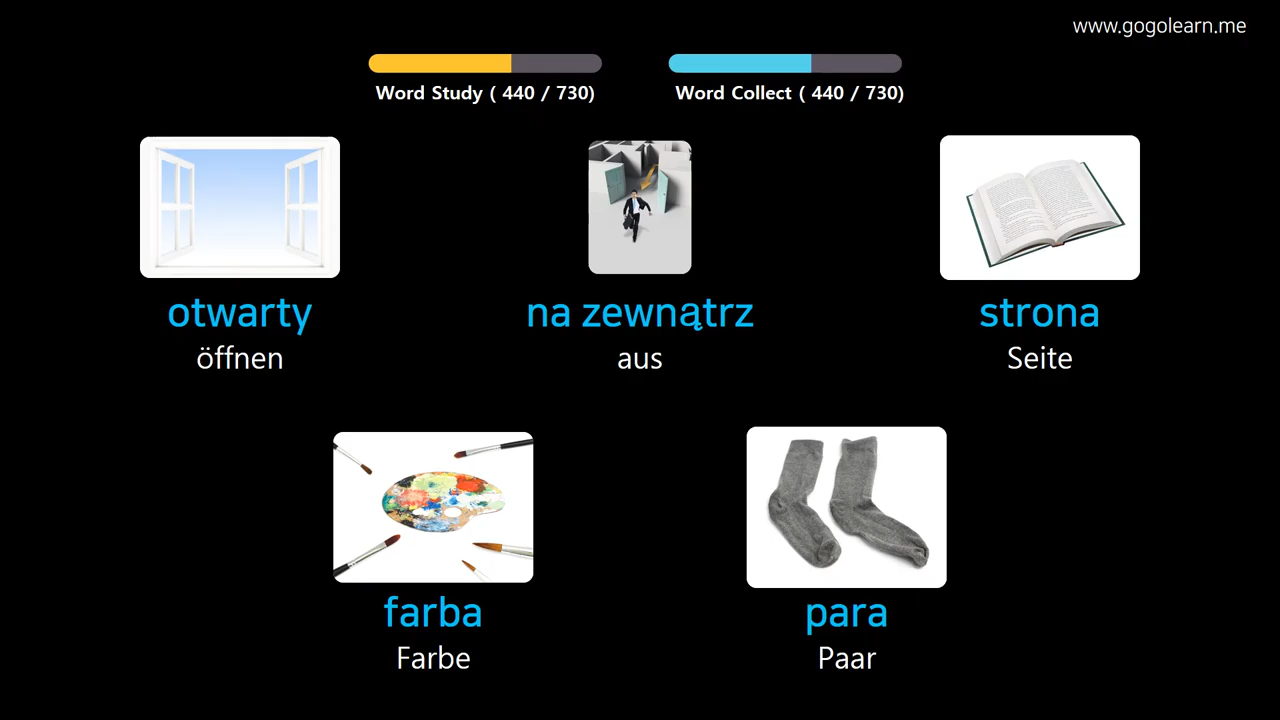 www.gogolearn.me
Word Study ( 440 / 730)
Word Collect ( 440 / 730)
otwarty
öffnen
na zewnątrz
aus
strona
Seite
farba
Farbe
para
Paar